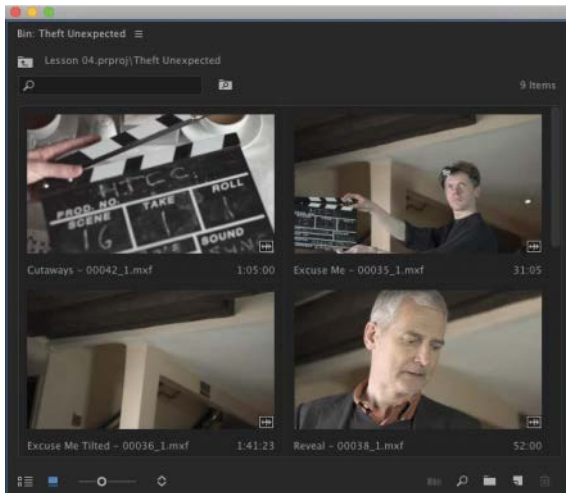 Bin: Theft Unexpected
Lesson 04.prproj\Theft Unexpected
9 Items
HTCC.
PROD. NO.
SCENE TAKE ROLL
16 1 1
SOUND
SYNC
Cutaways - 00042_1.mxf 1:05:00
Excuse Me - 00035_1.mxf 31:05
Excuse Me Tilted - 00036_1.mxf 1:41:23
Reveal - 00038_1.mxf 52:00